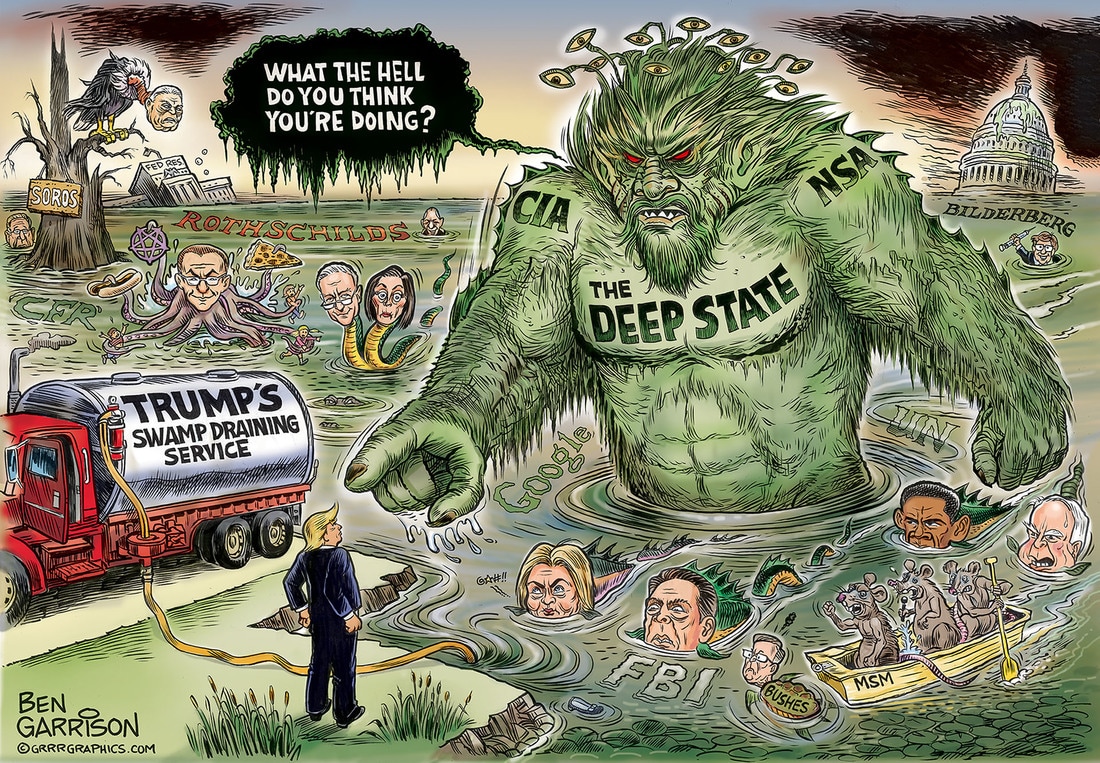 WHAT THE HELL
DO YOU THINK
YOU'RE DOING?
FED RES
SOROS
ROTHSCHILDS
BILDERBERG
CIA
NSA
CFR
THE
DEEP STATE
TRUMP'S
SWAMP DRAINING
SERVICE
Google
UN
FBI
MSM
BUSHES
BEN
GARRISON
©GRRRGRAPHICS.COM